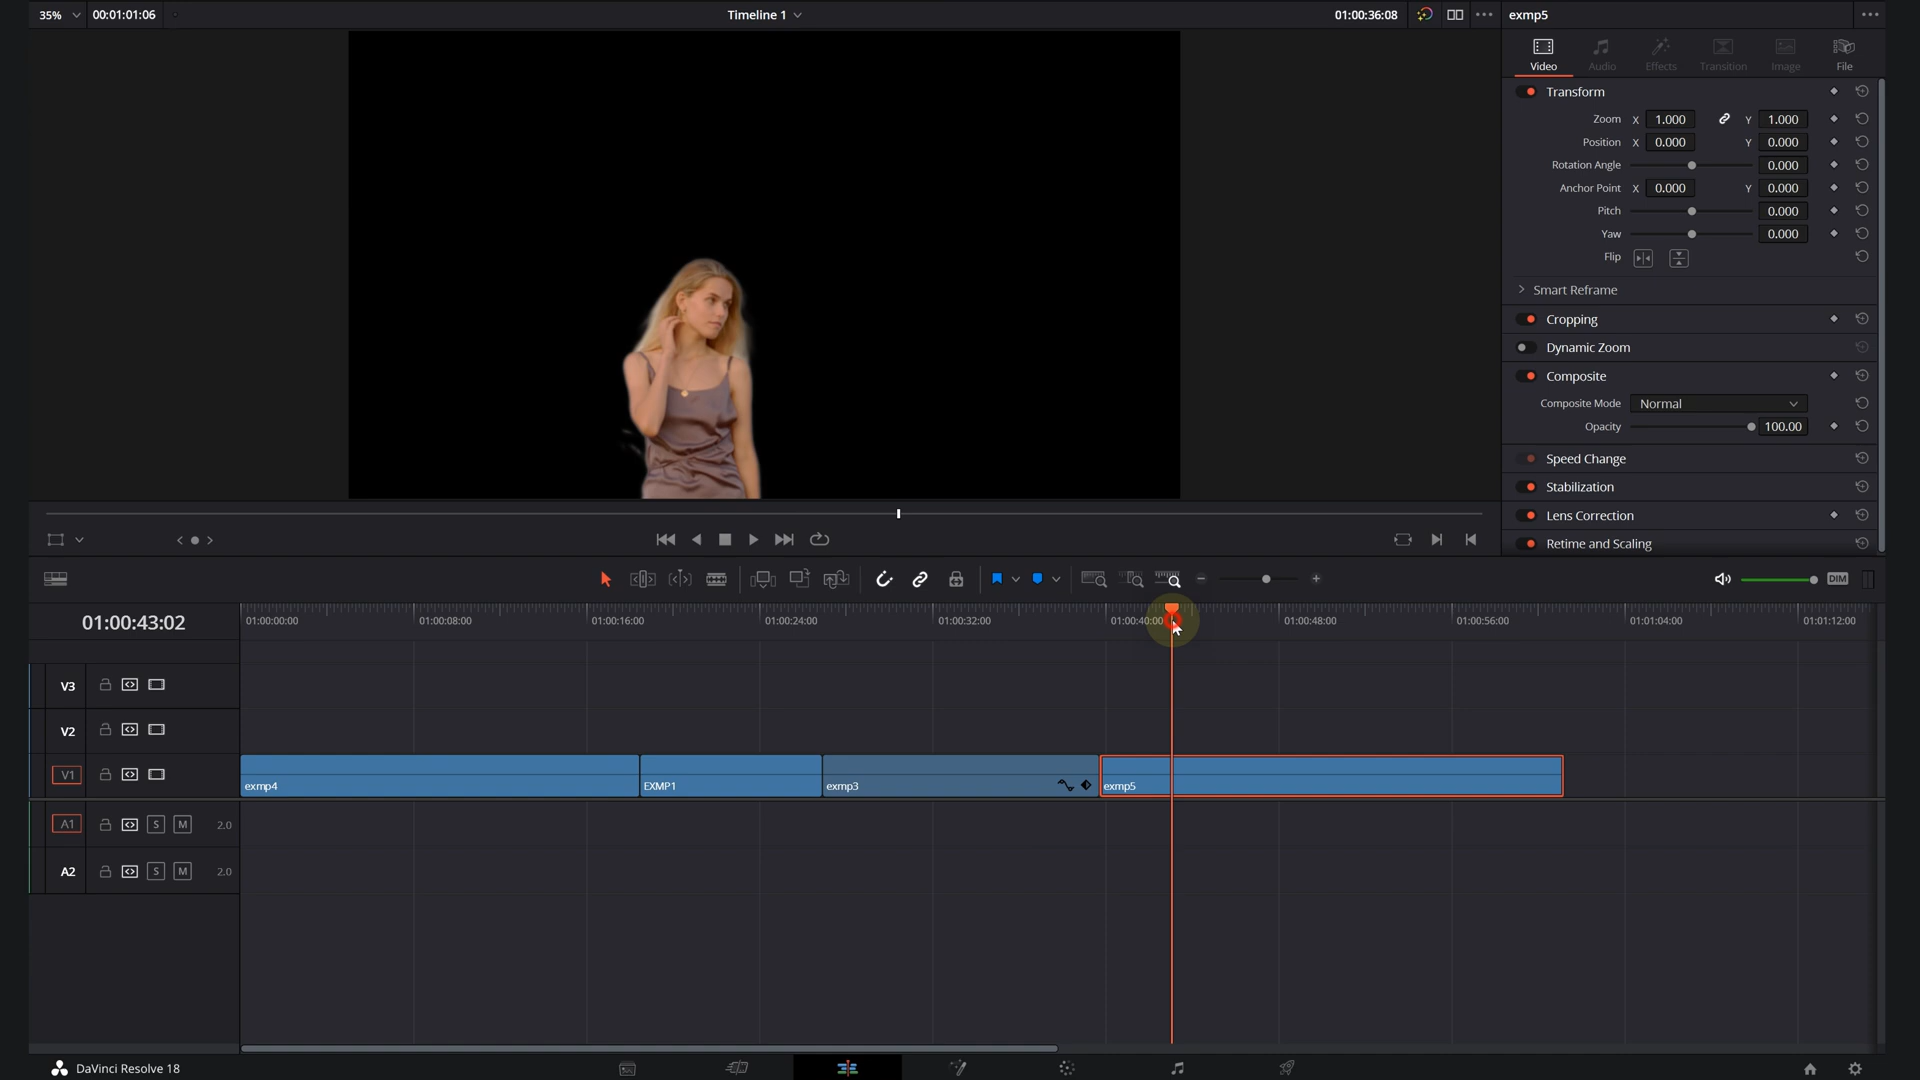 35% 00:01:01:06 Timeline 1 01:00:36:08 exmp5
Video Audio Effects Transition Image File
Transform
Zoom X 1.000 Y 1.000
Position X 0.000 Y 0.000
Rotation Angle 0.000
Anchor Point X 0.000 Y 0.000
Pitch 0.000
Yaw 0.000
Flip
Smart Reframe
Cropping
Dynamic Zoom
Composite
Composite Mode Normal
Opacity 100.00
Speed Change
Stabilization
Lens Correction
Retime and Scaling
DIM
01:00:43:02
01:00:00:00 01:00:08:00 01:00:16:00 01:00:24:00 01:00:32:00 01:00:40:00 01:00:48:00 01:00:56:00 01:01:04:00 01:01:12:00
V3
V2
V1
exmp4 EXMP1 exmp3 exmp5
A1 S M 2.0
A2 S M 2.0
DaVinci Resolve 18